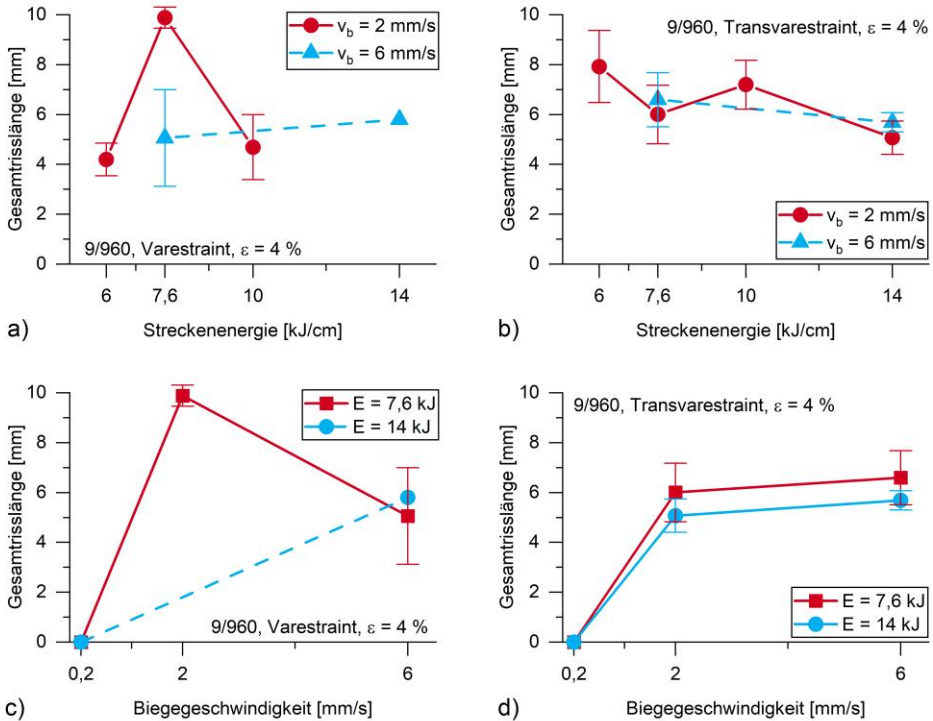 10
8
6
4
2
0
Gesamtrisslänge [mm]
v_b = 2 mm/s
v_b = 6 mm/s
9/960, Varestraint, ε = 4 %
6
7,6
10
14
a)
Streckenenergie [kJ/cm]
10
8
6
4
2
0
Gesamtrisslänge [mm]
9/960, Transvarestraint, ε = 4 %
v_b = 2 mm/s
v_b = 6 mm/s
6
7,6
10
14
b)
Streckenenergie [kJ/cm]
10
8
6
4
2
0
Gesamtrisslänge [mm]
E = 7,6 kJ
E = 14 kJ
9/960, Varestraint, ε = 4 %
0,2
2
6
c)
Biegegeschwindigkeit [mm/s]
10
8
6
4
2
0
Gesamtrisslänge [mm]
9/960, Transvarestraint, ε = 4 %
E = 7,6 kJ
E = 14 kJ
0,2
2
6
d)
Biegegeschwindigkeit [mm/s]